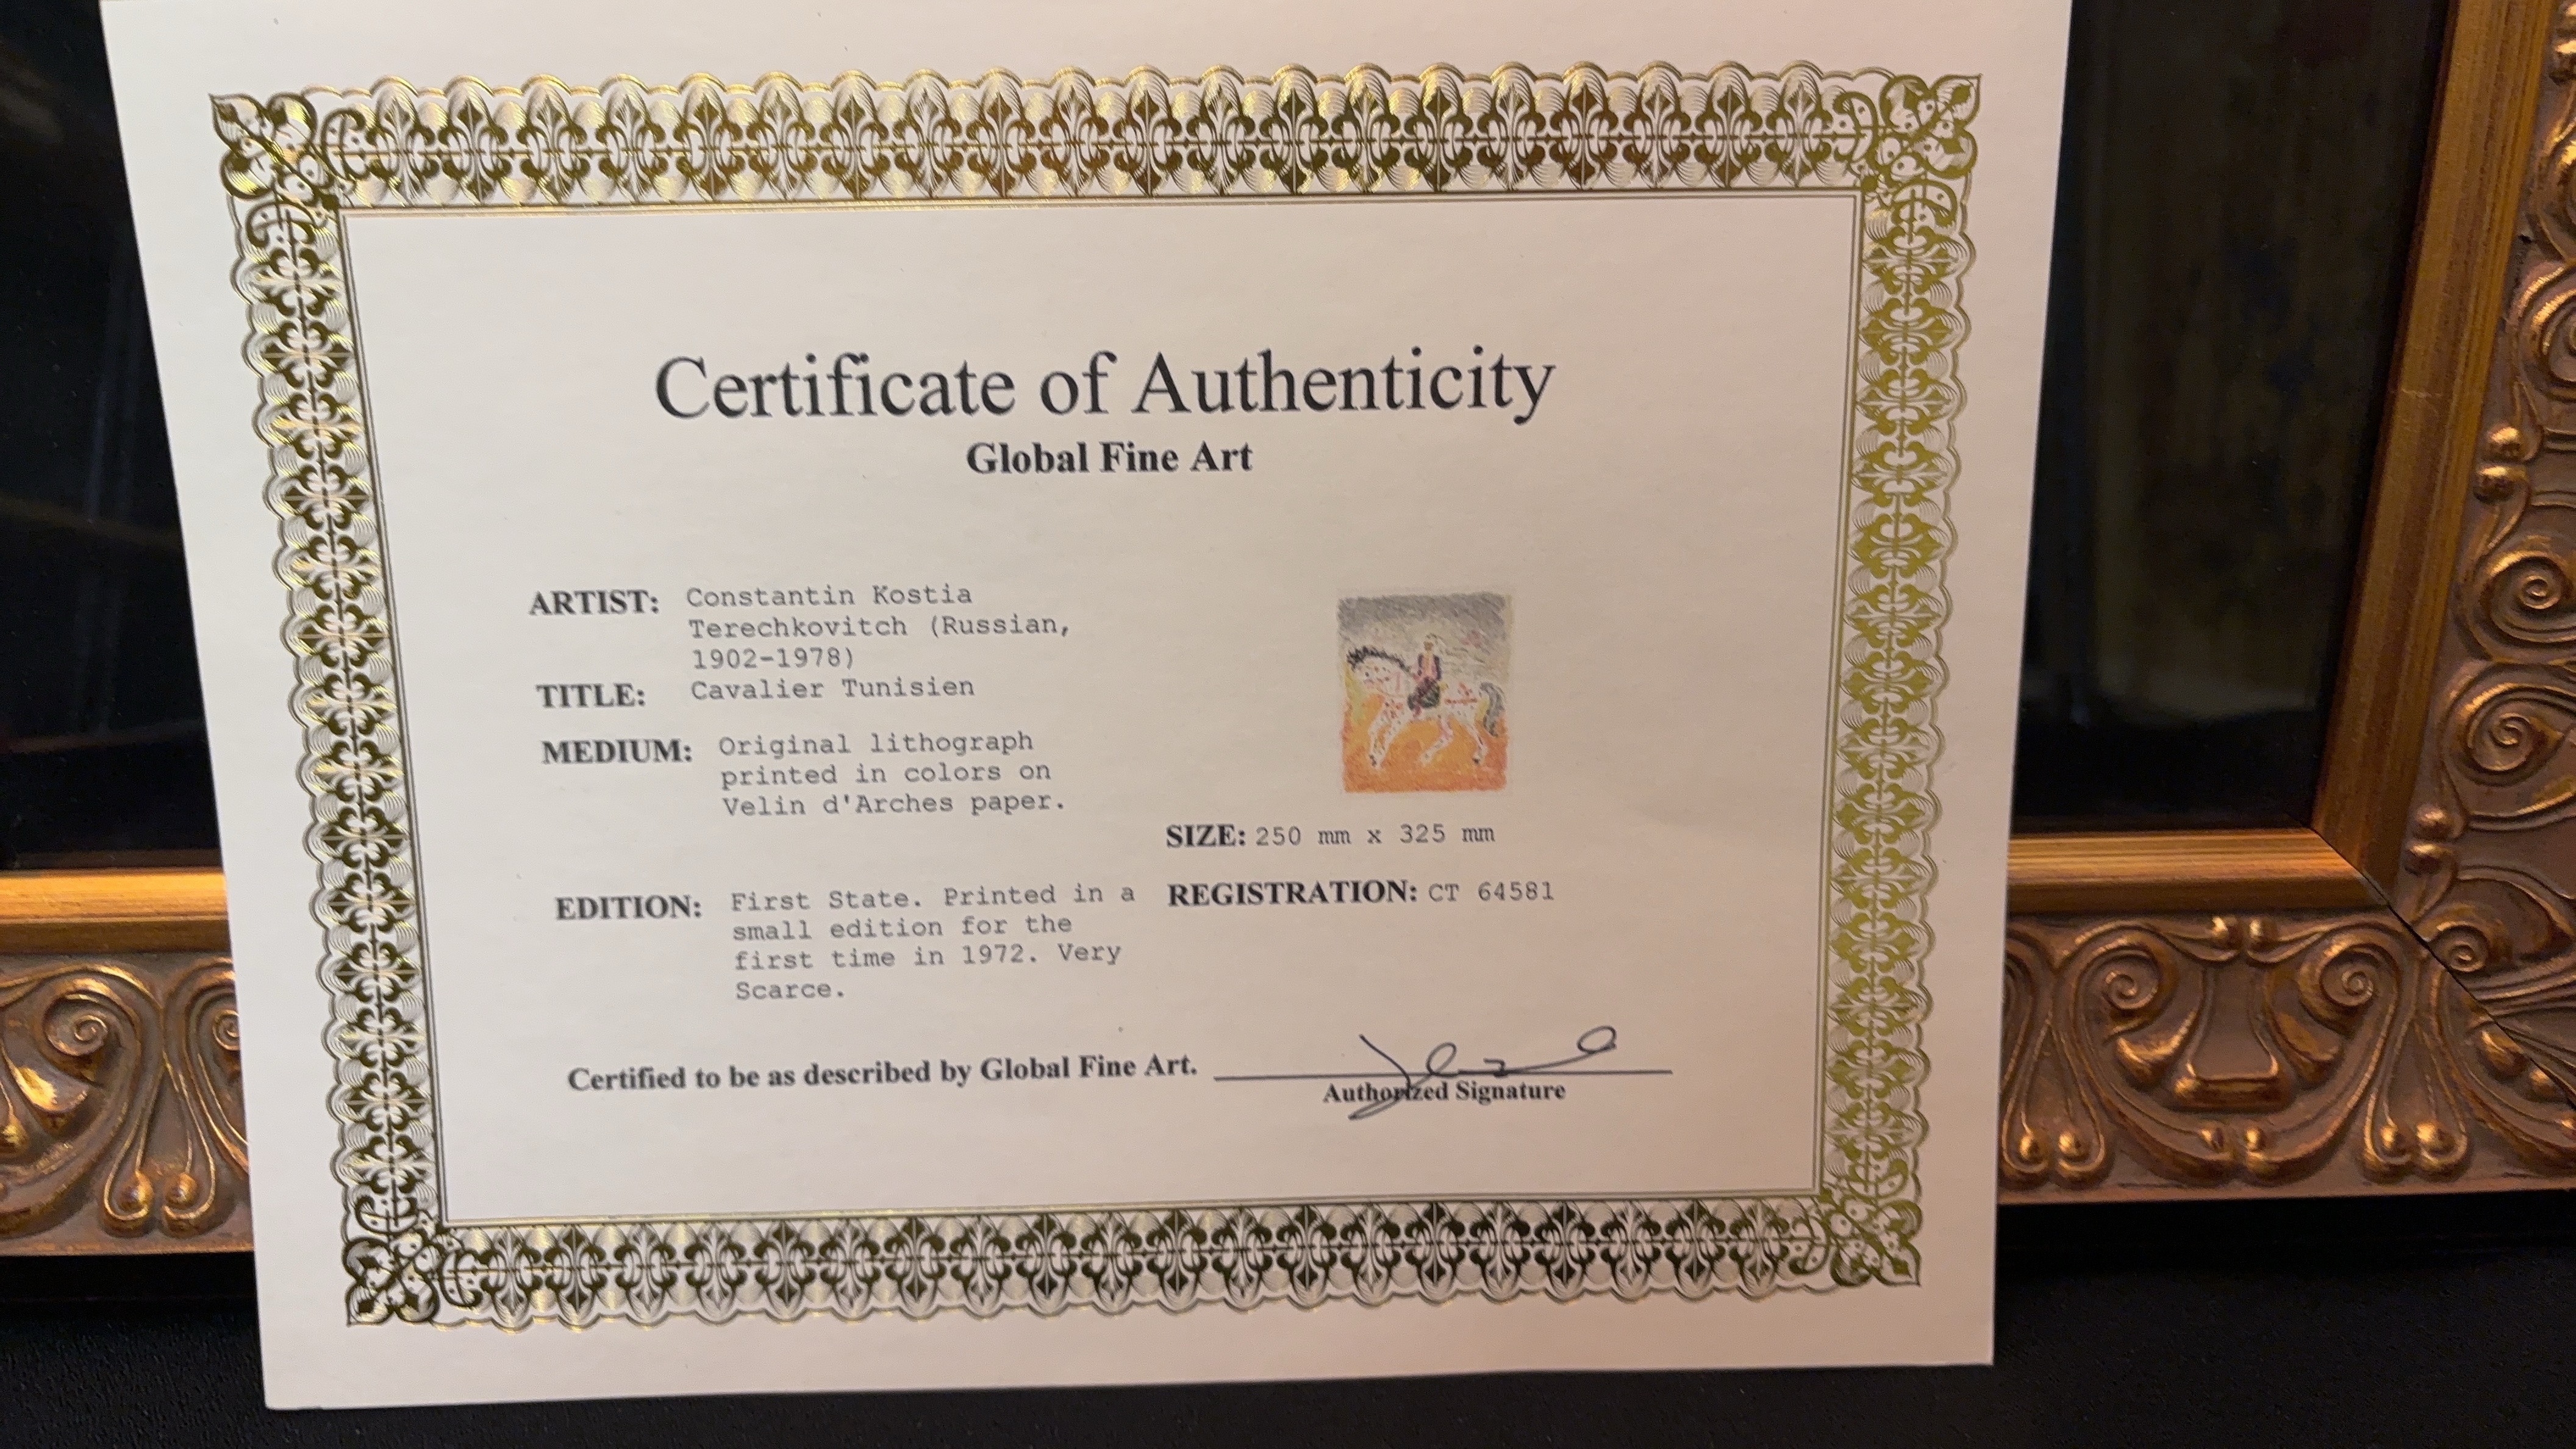 Certificate of Authenticity
Global Fine Art
ARTIST: Constantin Kostia
Terechkovitch (Russian,
1902-1978)
TITLE: Cavalier Tunisien
MEDIUM: Original lithograph
printed in colors on
Velin d'Arches paper.
SIZE: 250 mm x 325 mm
EDITION: First State. Printed in a
small edition for the
first time in 1972. Very
Scarce.
REGISTRATION: CT 64581
Certified to be as described by Global Fine Art.
Authorized Signature